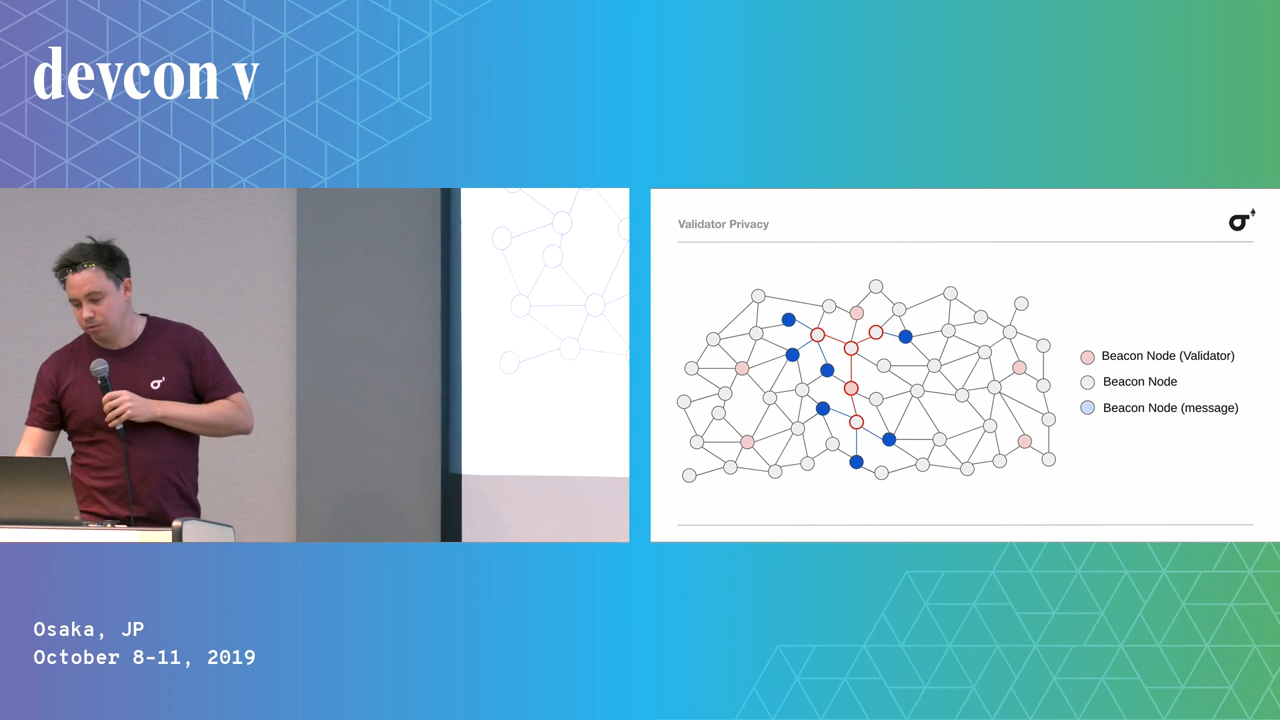 devcon v
Validator Privacy
Beacon Node (Validator)
Beacon Node
Beacon Node (message)
Osaka, JP
October 8-11, 2019